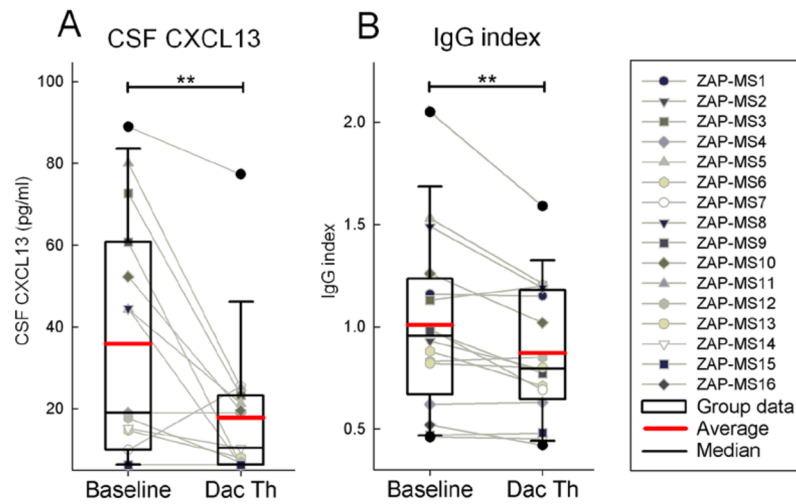 A CSF CXCL13
B IgG index
**
**
CSF CXCL13 (pg/ml)
100
80
60
40
20
Baseline Dac Th
IgG index
2.0
1.5
1.0
0.5
Baseline Dac Th
ZAP-MS1
ZAP-MS2
ZAP-MS3
ZAP-MS4
ZAP-MS5
ZAP-MS6
ZAP-MS7
ZAP-MS8
ZAP-MS9
ZAP-MS10
ZAP-MS11
ZAP-MS12
ZAP-MS13
ZAP-MS14
ZAP-MS15
ZAP-MS16
Group data
Average
Median